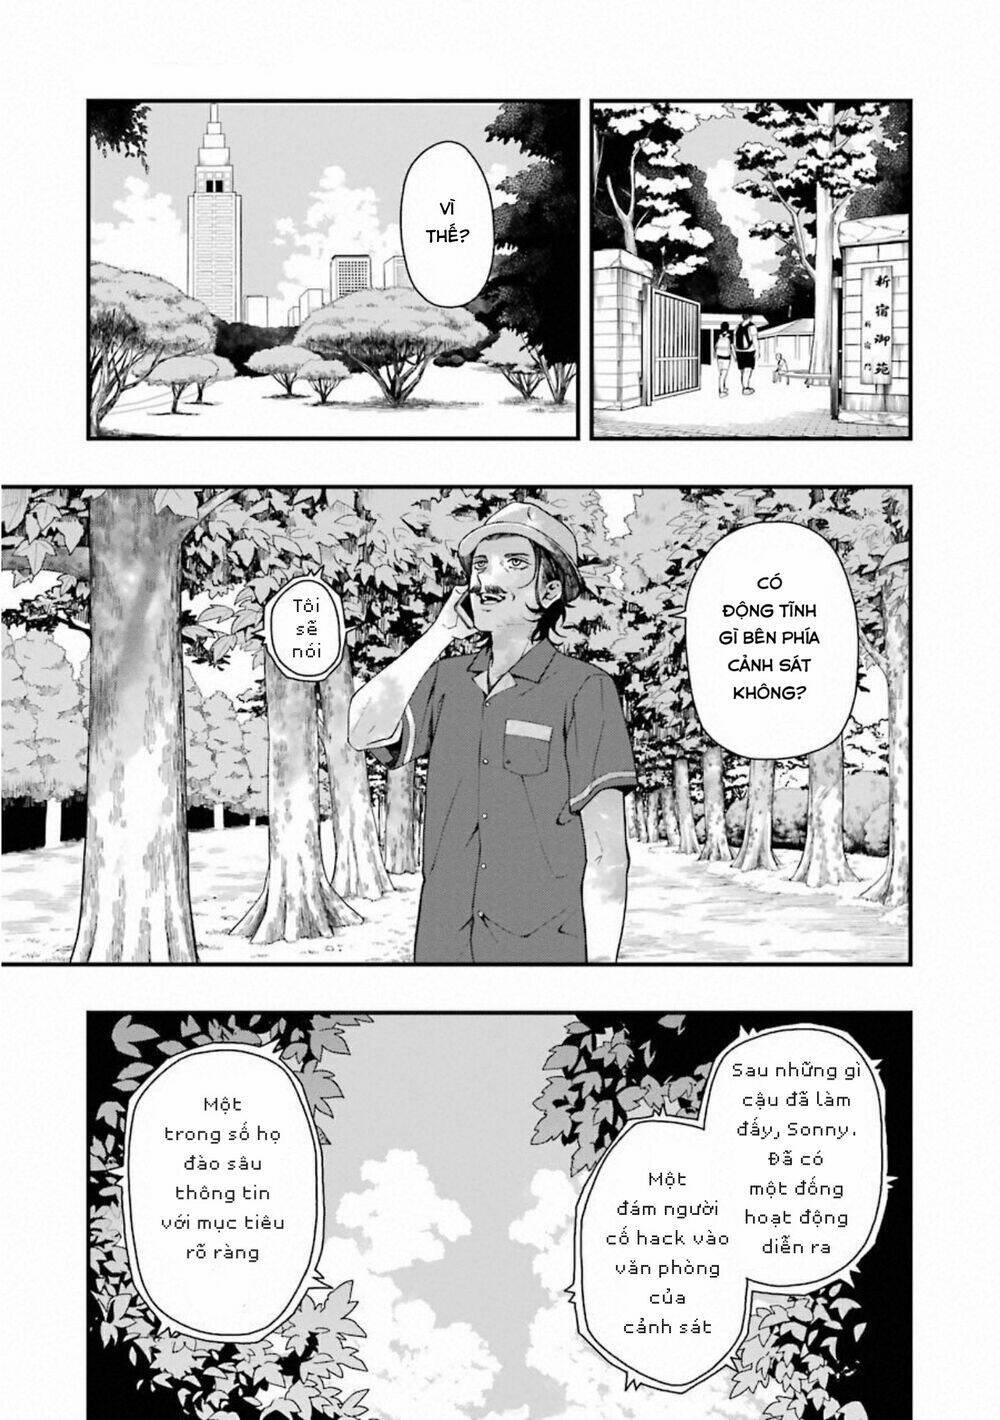 新宿御苑
新宿門
VÌ
THẾ?
CÓ
ĐỘNG TĨNH
GÌ BÊN PHÍA
CẢNH SÁT
KHÔNG?
Tôi
sẽ
nói
Sau những gì
cậu đã làm
đấy, Sonny.
Đã có
một đống
hoạt động
diễn ra
Một
đám người
cố hack vào
văn phòng
của
cảnh sát
Một
trong số họ
đào sâu
thông tin
với mục tiêu
rõ ràng